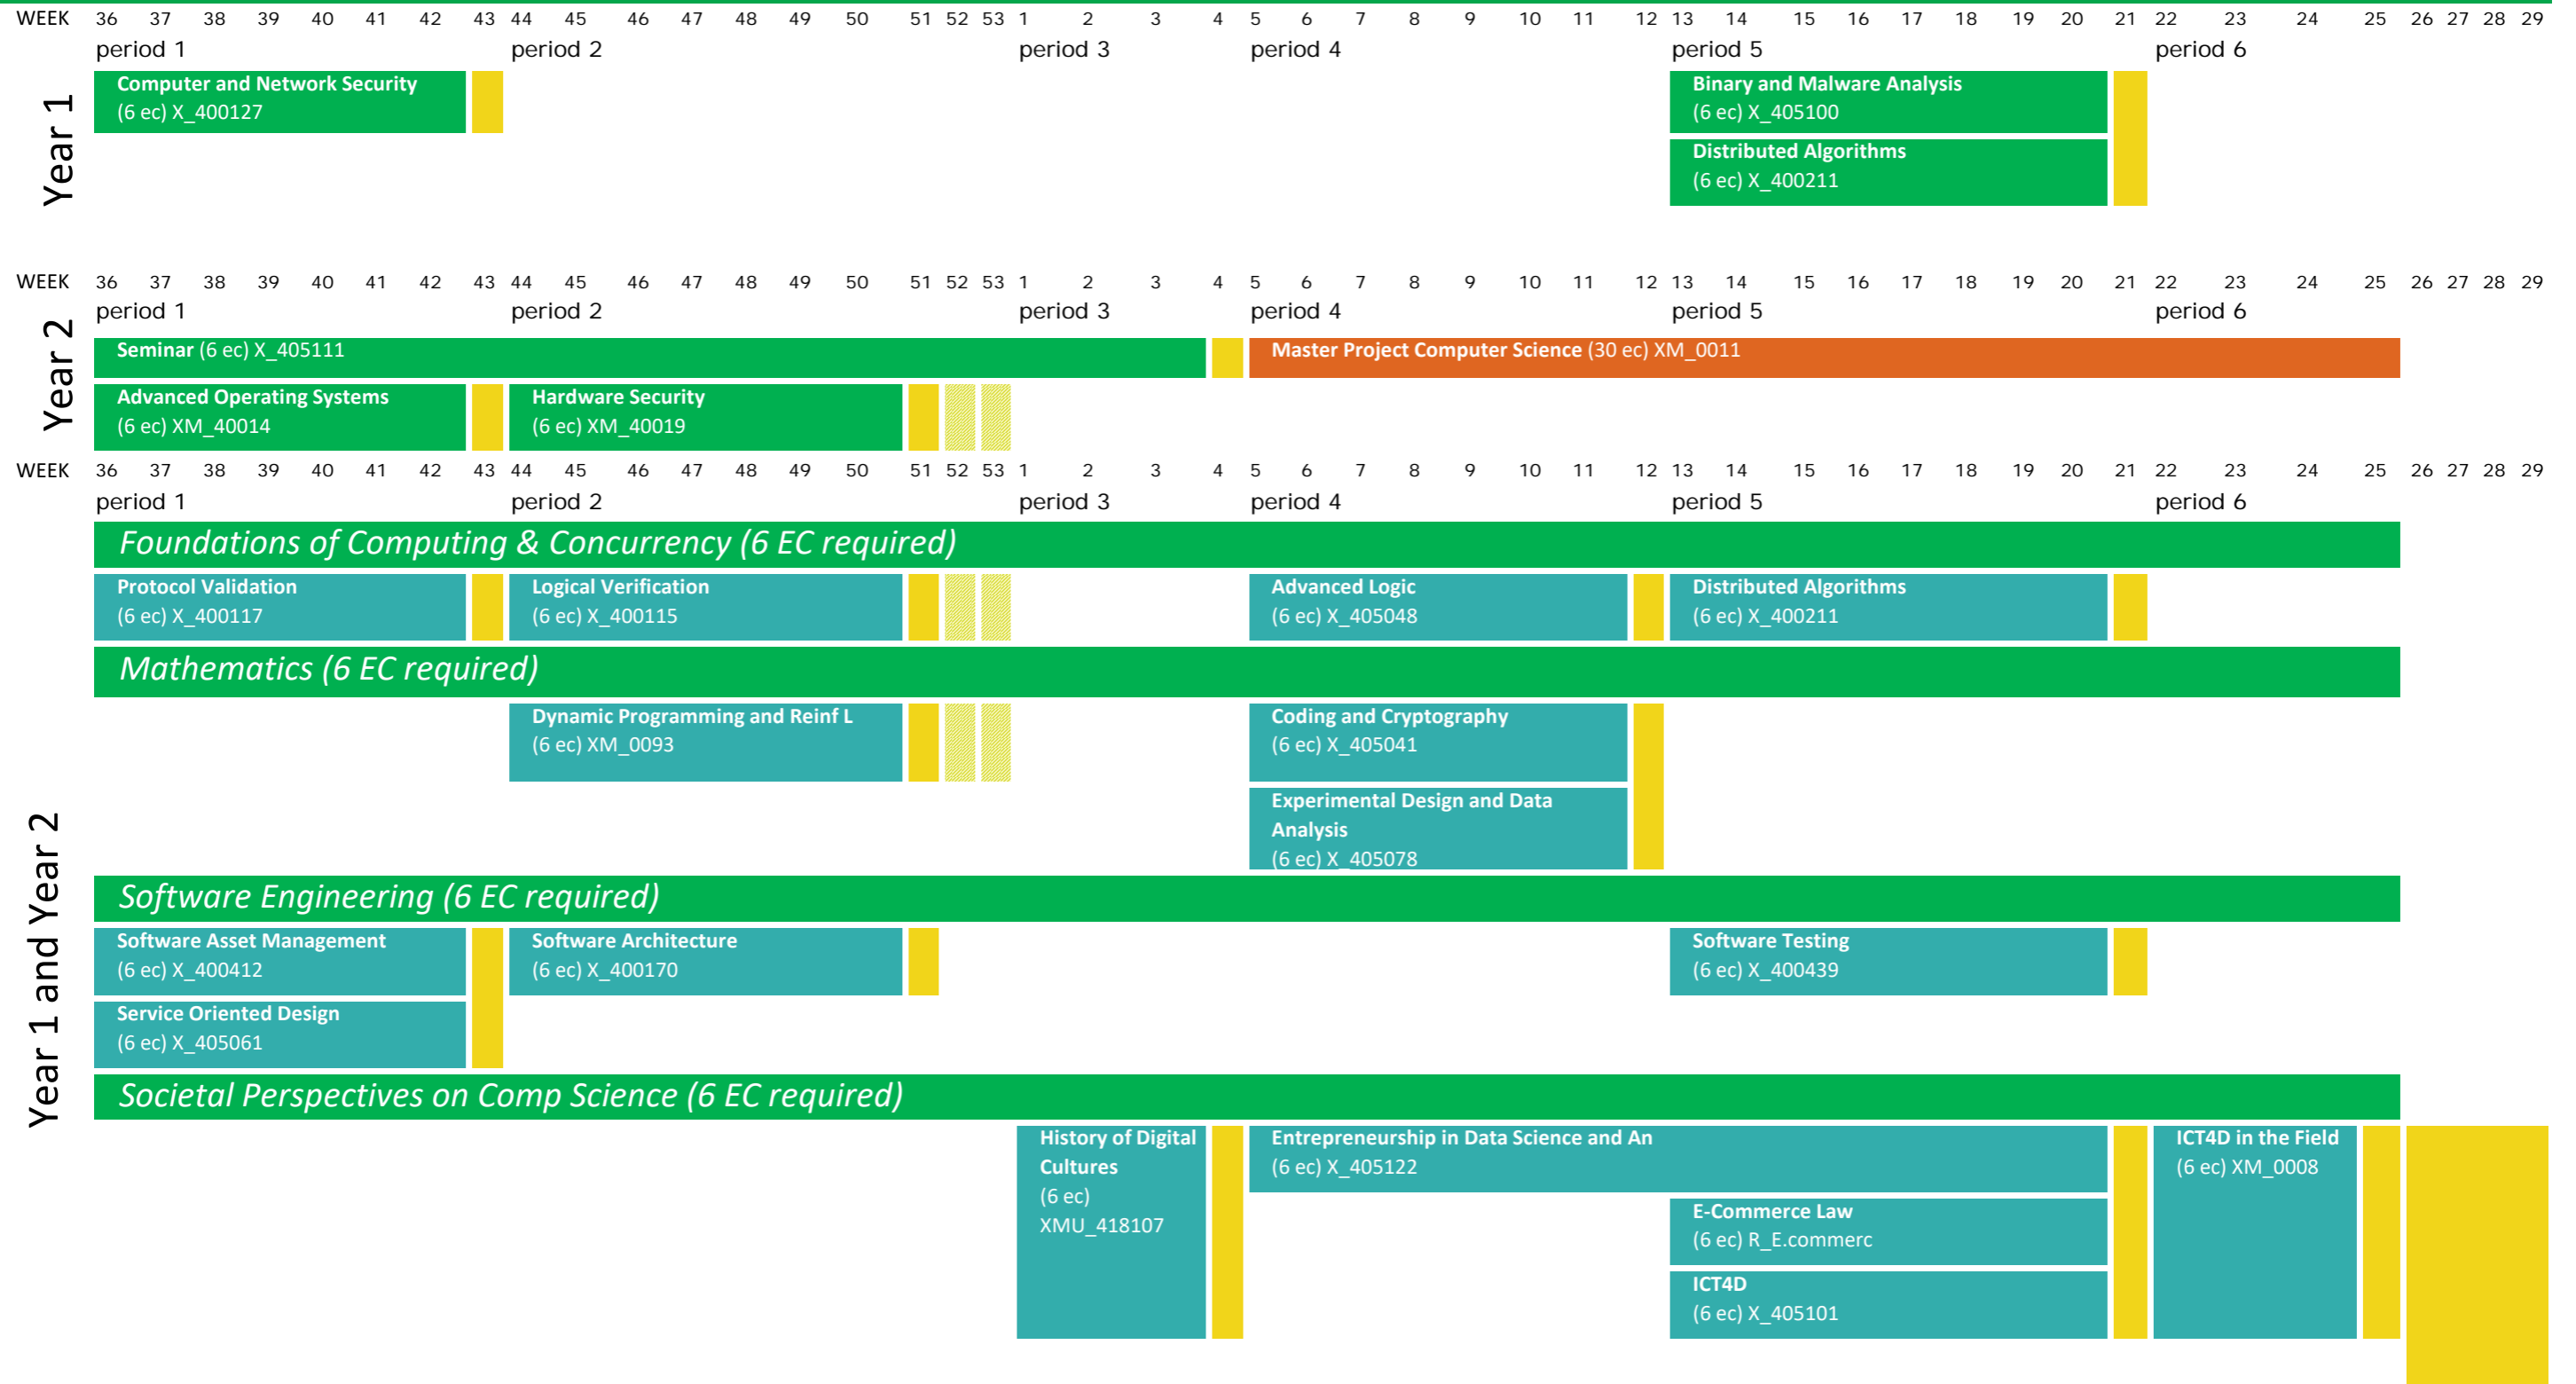 WEEK 36 37 38 39 40 41 42 43 44 45 46 47 48 49 50 51 52 53 1 2 3 4 5 6 7 8 9 10 11 12 13 14 15 16 17 18 19 20 21 22 23 24 25 26 27 28 29
period 1 period 2 period 3 period 4 period 5 period 6
Year 1
Computer and Network Security
(6 ec) X_400127
Binary and Malware Analysis
(6 ec) X_405100
Distributed Algorithms
(6 ec) X_400211
WEEK 36 37 38 39 40 41 42 43 44 45 46 47 48 49 50 51 52 53 1 2 3 4 5 6 7 8 9 10 11 12 13 14 15 16 17 18 19 20 21 22 23 24 25 26 27 28 29
period 1 period 2 period 3 period 4 period 5 period 6
Year 2
Seminar (6 ec) X_405111
Master Project Computer Science (30 ec) XM_0011
Advanced Operating Systems
(6 ec) XM_40014
Hardware Security
(6 ec) XM_40019
WEEK 36 37 38 39 40 41 42 43 44 45 46 47 48 49 50 51 52 53 1 2 3 4 5 6 7 8 9 10 11 12 13 14 15 16 17 18 19 20 21 22 23 24 25 26 27 28 29
period 1 period 2 period 3 period 4 period 5 period 6
Year 1 and Year 2
Foundations of Computing & Concurrency (6 EC required)
Protocol Validation
(6 ec) X_400117
Logical Verification
(6 ec) X_400115
Advanced Logic
(6 ec) X_405048
Distributed Algorithms
(6 ec) X_400211
Mathematics (6 EC required)
Dynamic Programming and Reinf L
(6 ec) XM_0093
Coding and Cryptography
(6 ec) X_405041
Experimental Design and Data
Analysis
(6 ec) X_405078
Software Engineering (6 EC required)
Software Asset Management
(6 ec) X_400412
Software Architecture
(6 ec) X_400170
Software Testing
(6 ec) X_400439
Service Oriented Design
(6 ec) X_405061
Societal Perspectives on Comp Science (6 EC required)
History of Digital
Cultures
(6 ec)
XMU_418107
Entrepreneurship in Data Science and An
(6 ec) X_405122
E-Commerce Law
(6 ec) R_E.commerc
ICT4D
(6 ec) X_405101
ICT4D in the Field
(6 ec) XM_0008